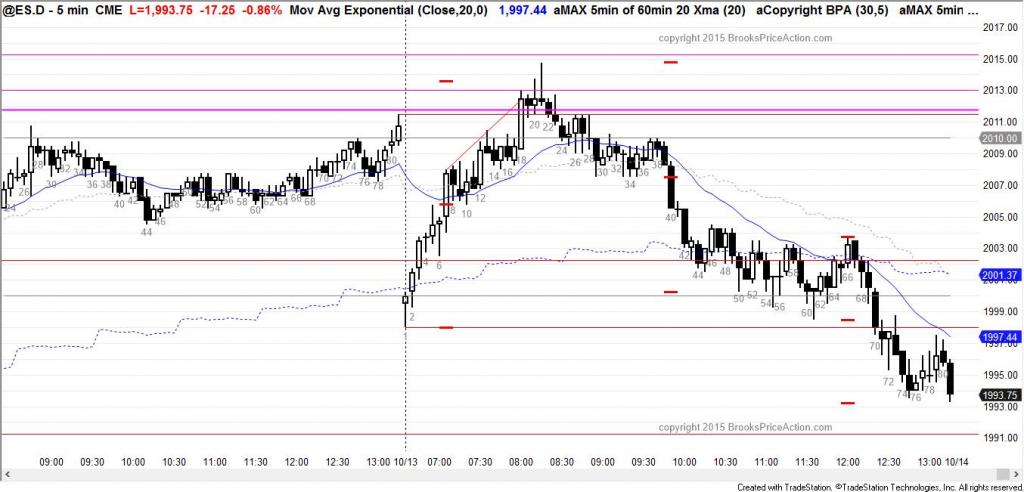 @ES.D - 5 min CME L=1,993.75 -17.25 -0.86% Mov Avg Exponential (Close,20,0) 1,997.44 aMAX 5min of 60min 20 Xma (20) aCopyright BPA (30,5) aMAX 5min ...
copyright 2015 BrooksPriceAction.com
2017.00
2015.00
2013.00
2011.00
2010.00
2009.00
2007.00
2005.00
2003.00
2001.37
1999.00
1997.44
1997.00
1995.00
1993.75
1993.00
1991.00
26 28 30 32 34 36 38 40 42 44 46 48 50 52 54 56 58 60 62 64 66 68 70 72 74 76 78 80
2 4 6 8 10 12 14 16 18 20 22 24 26 28 30 32 34 36 38 40 42 44 46 48 50 52 54 56 58 60 62 64 66 68 70 72 74 76 78 80
copyright 2015 BrooksPriceAction.com
09:00 09:30 10:00 10:30 11:00 11:30 12:00 12:30 13:00 10/13 07:00 07:30 08:00 08:30 09:00 09:30 10:00 10:30 11:00 11:30 12:00 12:30 13:00 10/14
Created with TradeStation. ©TradeStation Technologies, Inc. All rights reserved.